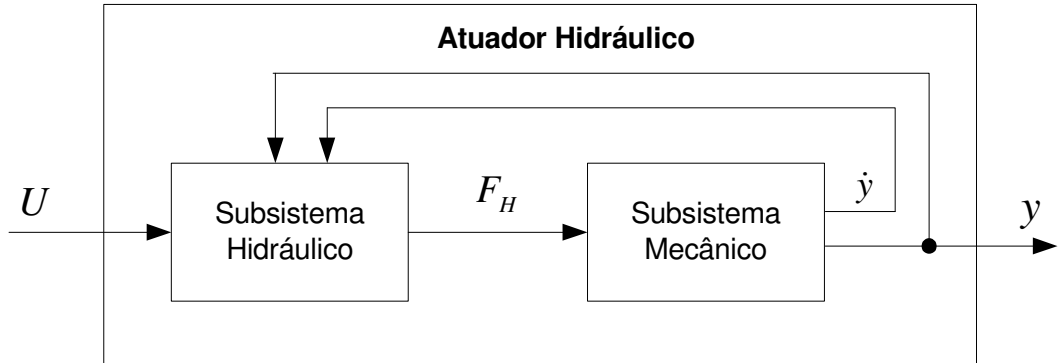 Atuador Hidráulico
U
Subsistema
Hidráulico
F_H
Subsistema
Mecânico
ẏ
y